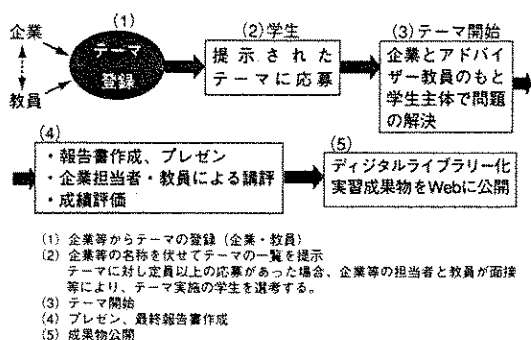 (1)
企業
教員
テーマ
登録
(2)学生
提示された
テーマに応募
(3)テーマ開始
企業とアドバイ
ザー教員のもと
学生主体で問題
の解決
(4)
・報告書作成、プレゼン
・企業担当者・教員による講評
・成績評価
(5)
ディジタルライブラリー化
実習成果物をWebに公開
(1) 企業等からテーマの登録(企業・教員)
(2) 企業等の名称を伏せてテーマの一覧を提示
テーマに対し定員以上の応募があった場合、企業等の担当者と教員が面接
等により、テーマ実施の学生を選考する。
(3) テーマ開始
(4) プレゼン、最終報告書作成
(5) 成果物公開